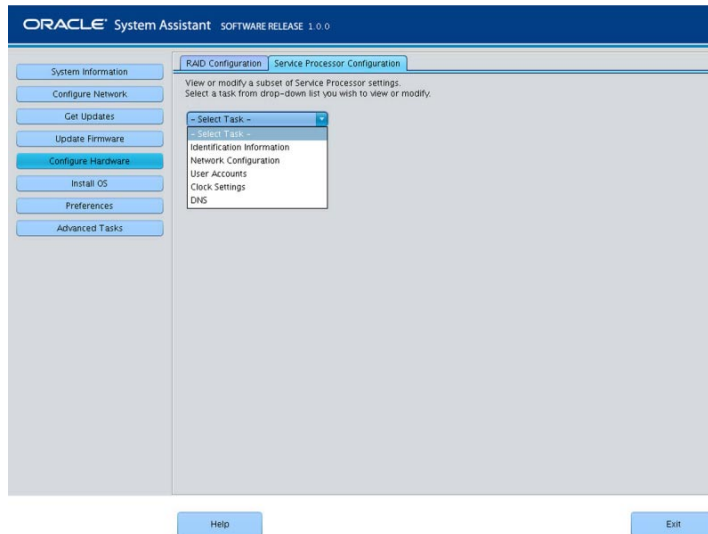 ORACLE System Assistant SOFTWARE RELEASE 1.0.0
System Information
Configure Network
Get Updates
Update Firmware
Configure Hardware
Install OS
Preferences
Advanced Tasks
RAID Configuration
Service Processor Configuration
View or modify a subset of Service Processor settings.
Select a task from drop-down list you wish to view or modify.
- Select Task -
- Select Task -
Identification Information
Network Configuration
User Accounts
Clock Settings
DNS
Help
Exit